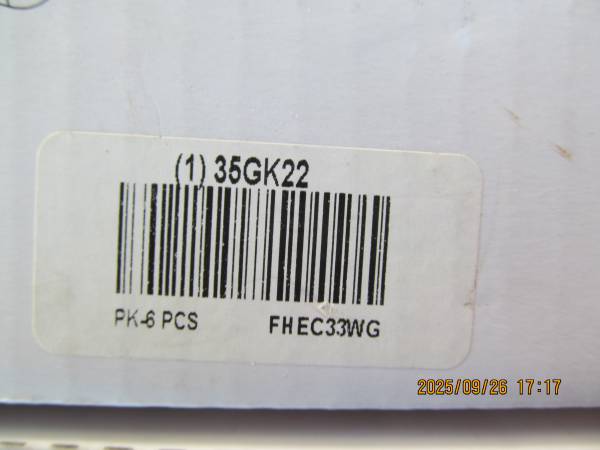 (1) 35GK22
PK-6 PCS
FHEC33WG
2025/09/26 17:17